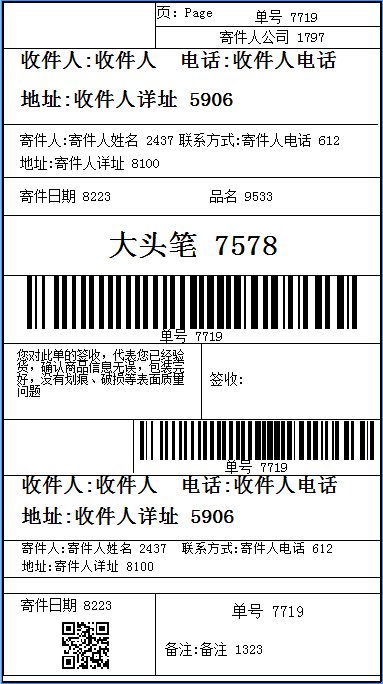 页: Page
单号 7719
寄件人公司 1797
收件人:收件人 电话:收件人电话
地址:收件人详址 5906
寄件人:寄件人姓名 2437 联系方式:寄件人电话 612
地址:寄件人详址 8100
寄件日期 8223 品名 9533
大头笔 7578
单号 7719
您对此单的签收，代表您已经验
货，确认商品信息无误，包装完
好，没有划痕、破损等表面质量
问题
签收:
单号 7719
收件人:收件人 电话:收件人电话
地址:收件人详址 5906
寄件人:寄件人姓名 2437 联系方式:寄件人电话 612
地址:寄件人详址 8100
寄件日期 8223
单号 7719
备注:备注 1323